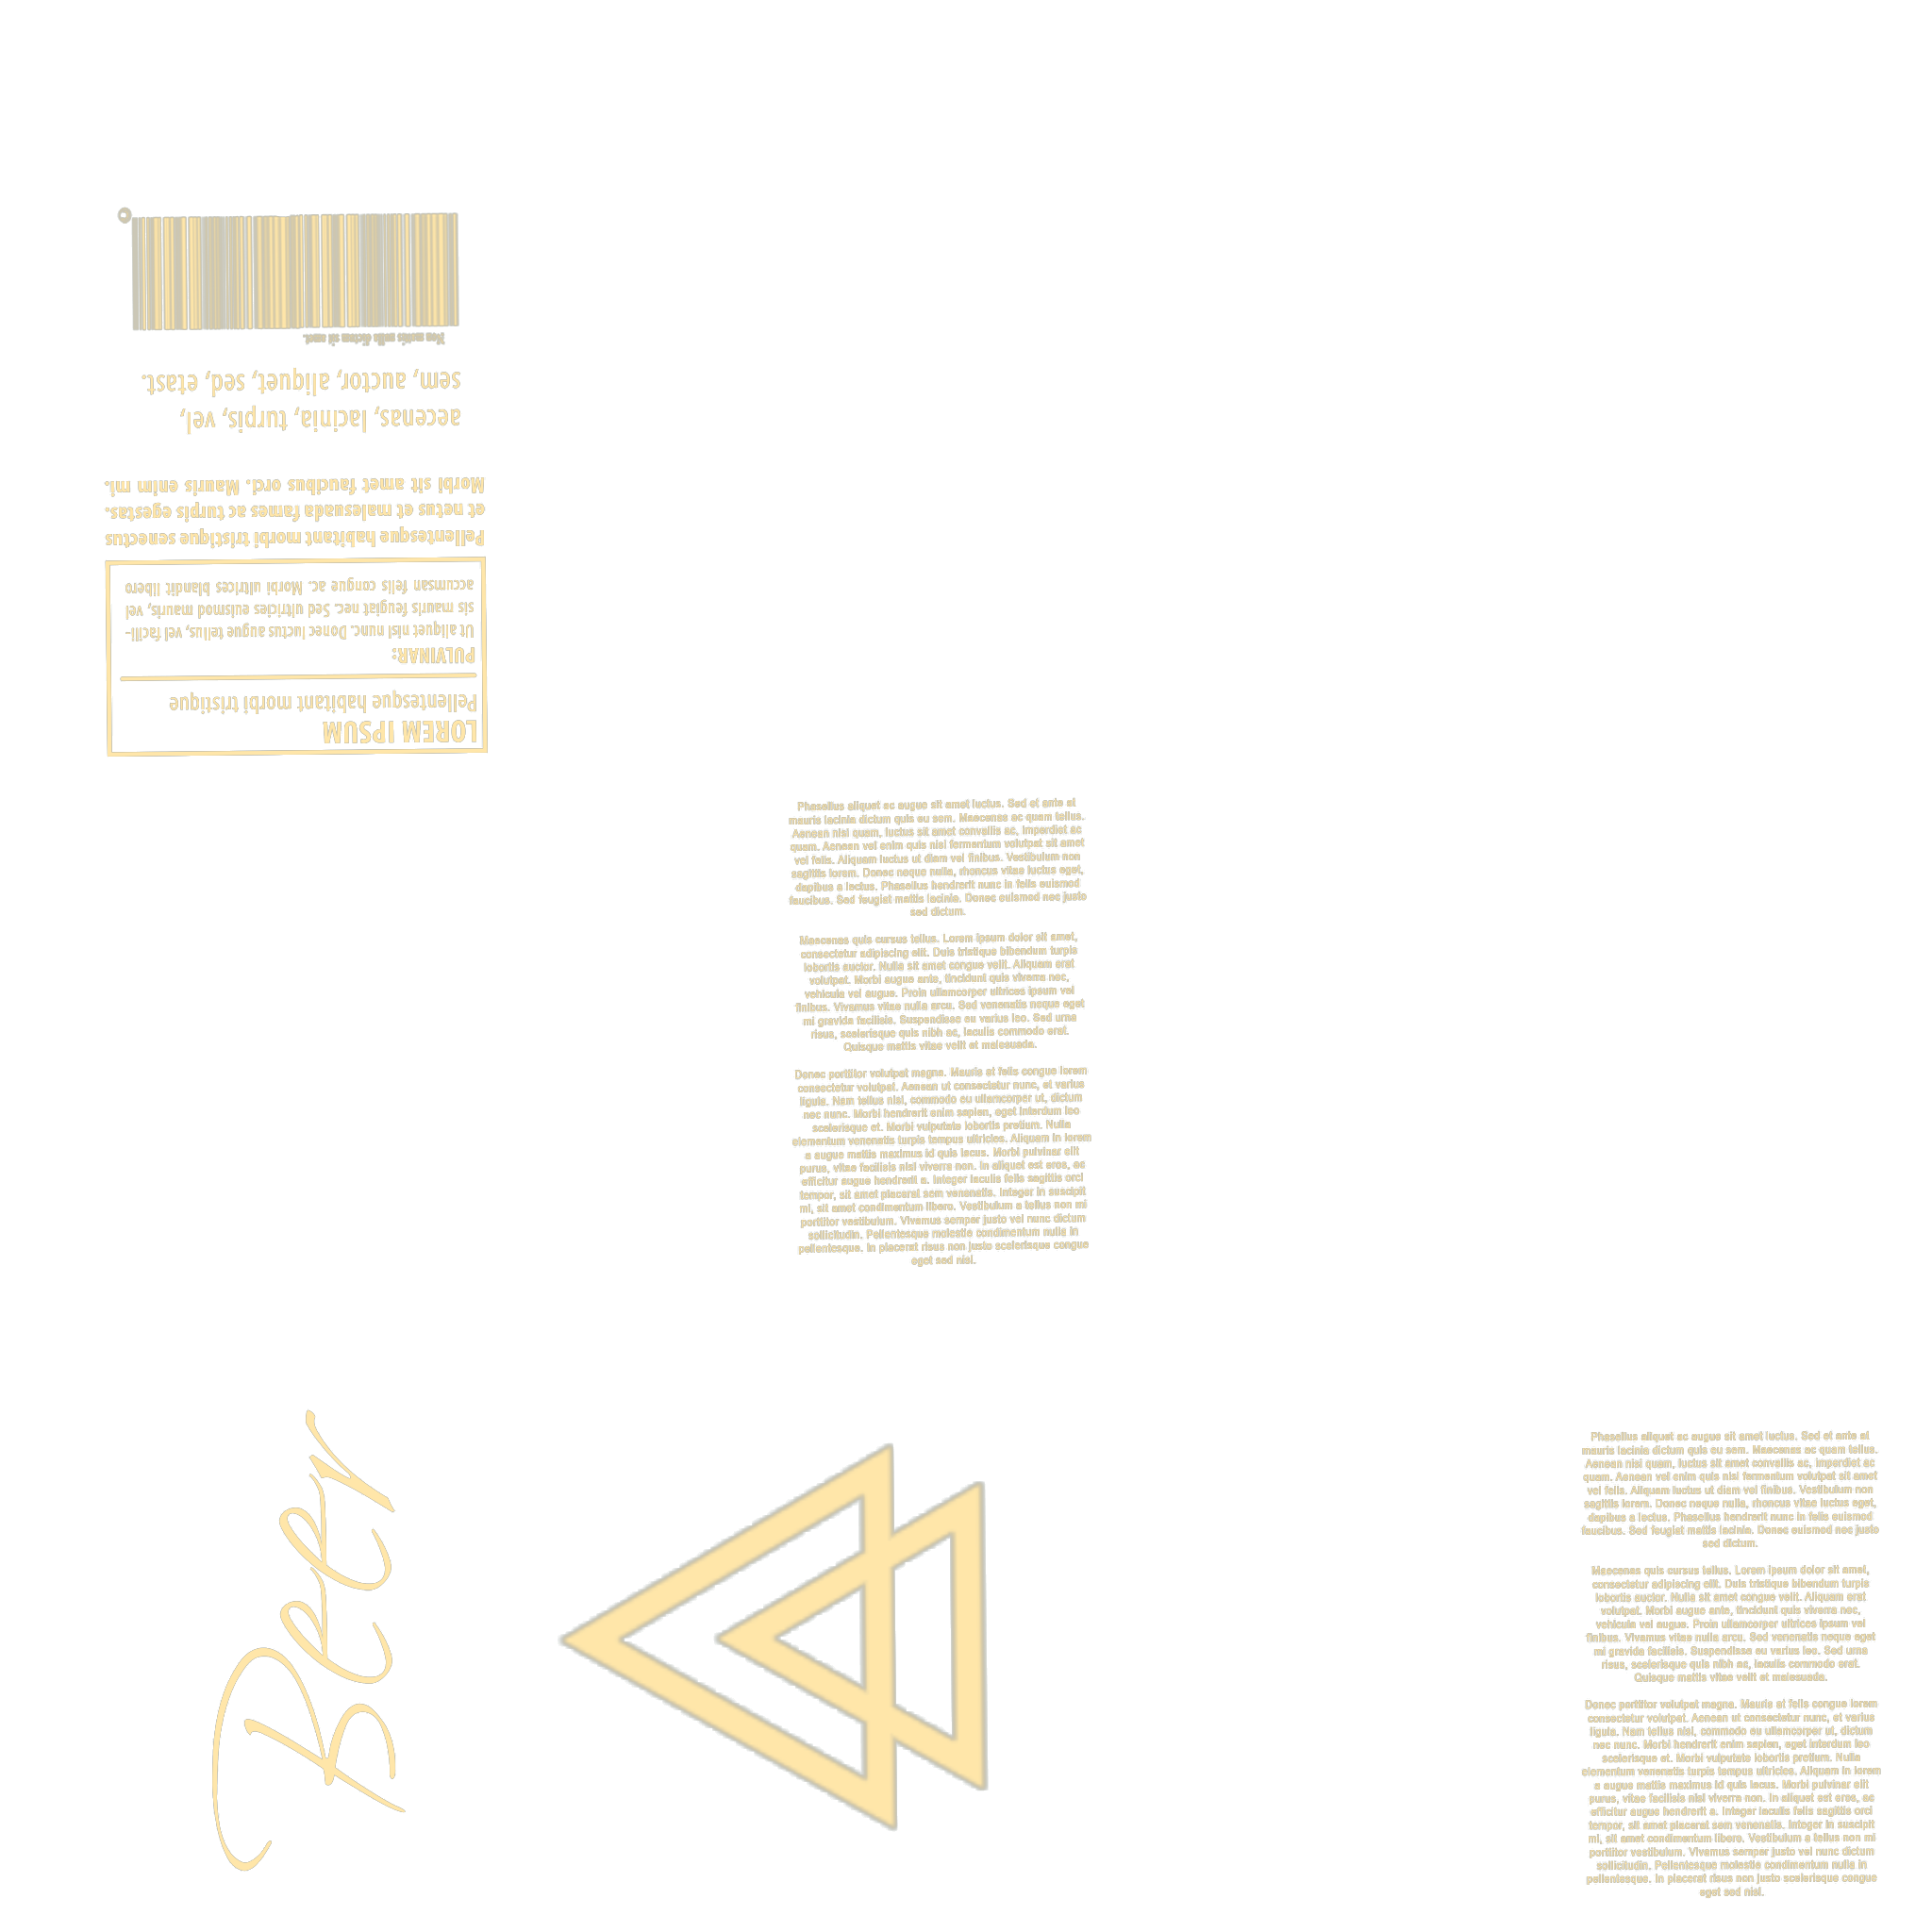 LOREM IPSUM
Pellentesque habitant morbi tristique
PULVINAR:
Ut aliquet nisl nunc. Donec luctus augue tellus, vel facili-
sis mauris feugiat nec. Sed ultricies euismod mauris, vel
accumsan felis congue ac. Morbi ultrices blandit libero
Pellentesque habitant morbi tristique senectus
et netus et malesuada fames ac turpis egestas.
Morbi sit amet faucibus orci. Mauris enim mi.
aecenas, lacinia, turpis, vel,
sem, auctor, aliquet, sed, etast.
Non mattis nulla dictum sit amet.
Phasellus aliquet ac augue sit amet luctus. Sed et ante at
mauris lacinia dictum quis eu sem. Maecenas ac quam tellus.
Aenean nisi quam, luctus sit amet convallis ac, imperdiet ac
quam. Aenean vel enim quis nisl fermentum volutpat sit amet
vel felis. Aliquam luctus ut diam vel finibus. Vestibulum non
sagittis lorem. Donec neque nulla, rhoncus vitae luctus eget,
dapibus a lectus. Phasellus hendrerit nunc in felis euismod
faucibus. Sed feugiat mattis lacinia. Donec euismod nec justo
sed dictum.
Maecenas quis cursus tellus. Lorem ipsum dolor sit amet,
consectetur adipiscing elit. Duis tristique bibendum turpis
lobortis auctor. Nulla sit amet congue velit. Aliquam erat
volutpat. Morbi augue ante, tincidunt quis viverra nec,
vehicula vel augue. Proin ullamcorper ultrices ipsum vel
finibus. Vivamus vitae nulla arcu. Sed venenatis neque eget
mi gravida facilisis. Suspendisse eu varius leo. Sed urna
risus, scelerisque quis nibh ac, iaculis commodo erat.
Quisque mattis vitae velit et malesuada.
Donec porttitor volutpat magna. Mauris at felis congue lorem
consectetur volutpat. Aenean ut consectetur nunc, et varius
ligula. Nam tellus nisl, commodo eu ullamcorper ut, dictum
nec nunc. Morbi hendrerit enim sapien, eget interdum leo
scelerisque et. Morbi vulputate lobortis pretium. Nulla
elementum venenatis turpis tempus ultricies. Aliquam in lorem
a augue mattis maximus id quis lacus. Morbi pulvinar elit
purus, vitae facilisis nisl viverra non. In aliquet est eros, ac
efficitur augue hendrerit a. Integer iaculis felis sagittis orci
tempor, sit amet placerat sem venenatis. Integer in suscipit
mi, sit amet condimentum libero. Vestibulum a tellus non mi
porttitor vestibulum. Vivamus semper justo vel nunc dictum
sollicitudin. Pellentesque molestie condimentum nulla in
pellentesque. In placerat risus non justo scelerisque congue
eget sed nisl.
Beer
Phasellus aliquet ac augue sit amet luctus. Sed et ante at
mauris lacinia dictum quis eu sem. Maecenas ac quam tellus.
Aenean nisi quam, luctus sit amet convallis ac, imperdiet ac
quam. Aenean vel enim quis nisl fermentum volutpat sit amet
vel felis. Aliquam luctus ut diam vel finibus. Vestibulum non
sagittis lorem. Donec neque nulla, rhoncus vitae luctus eget,
dapibus a lectus. Phasellus hendrerit nunc in felis euismod
faucibus. Sed feugiat mattis lacinia. Donec euismod nec justo
sed dictum.
Maecenas quis cursus tellus. Lorem ipsum dolor sit amet,
consectetur adipiscing elit. Duis tristique bibendum turpis
lobortis auctor. Nulla sit amet congue velit. Aliquam erat
volutpat. Morbi augue ante, tincidunt quis viverra nec,
vehicula vel augue. Proin ullamcorper ultrices ipsum vel
finibus. Vivamus vitae nulla arcu. Sed venenatis neque eget
mi gravida facilisis. Suspendisse eu varius leo. Sed urna
risus, scelerisque quis nibh ac, iaculis commodo erat.
Quisque mattis vitae velit et malesuada.
Donec porttitor volutpat magna. Mauris at felis congue lorem
consectetur volutpat. Aenean ut consectetur nunc, et varius
ligula. Nam tellus nisl, commodo eu ullamcorper ut, dictum
nec nunc. Morbi hendrerit enim sapien, eget interdum leo
scelerisque et. Morbi vulputate lobortis pretium. Nulla
elementum venenatis turpis tempus ultricies. Aliquam in lorem
a augue mattis maximus id quis lacus. Morbi pulvinar elit
purus, vitae facilisis nisl viverra non. In aliquet est eros, ac
efficitur augue hendrerit a. Integer iaculis felis sagittis orci
tempor, sit amet placerat sem venenatis. Integer in suscipit
mi, sit amet condimentum libero. Vestibulum a tellus non mi
porttitor vestibulum. Vivamus semper justo vel nunc dictum
sollicitudin. Pellentesque molestie condimentum nulla in
pellentesque. In placerat risus non justo scelerisque congue
eget sed nisl.